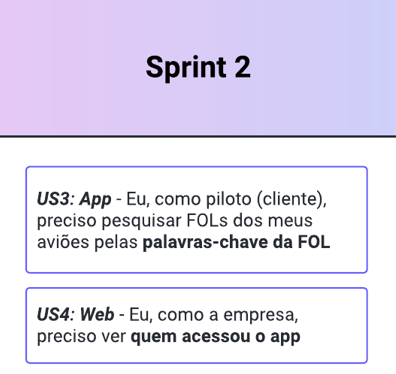 Sprint 2
US3: App - Eu, como piloto (cliente),
preciso pesquisar FOLs dos meus
aviões pelas palavras-chave da FOL
US4: Web - Eu, como a empresa,
preciso ver quem acessou o app